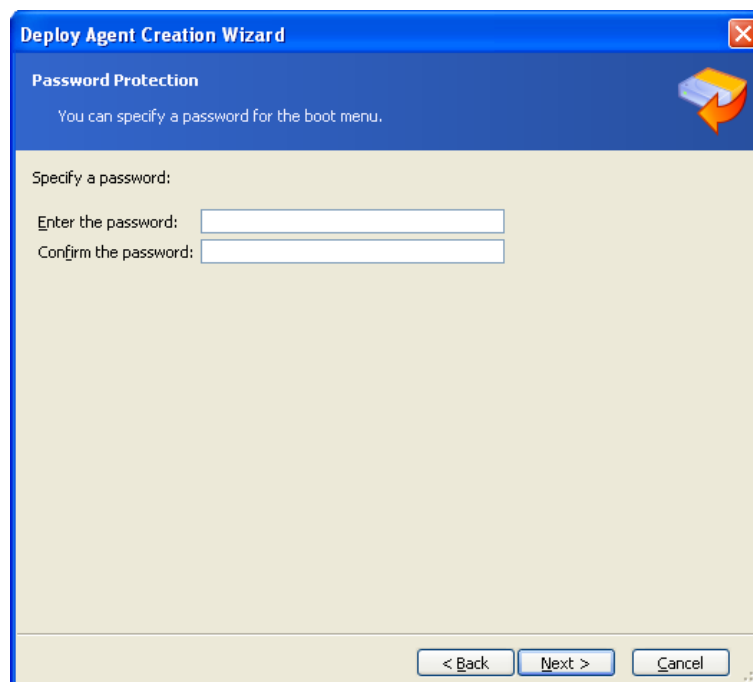 Deploy Agent Creation Wizard
Password Protection
You can specify a password for the boot menu.
Specify a password:
Enter the password:
Confirm the password:
< Back Next > Cancel